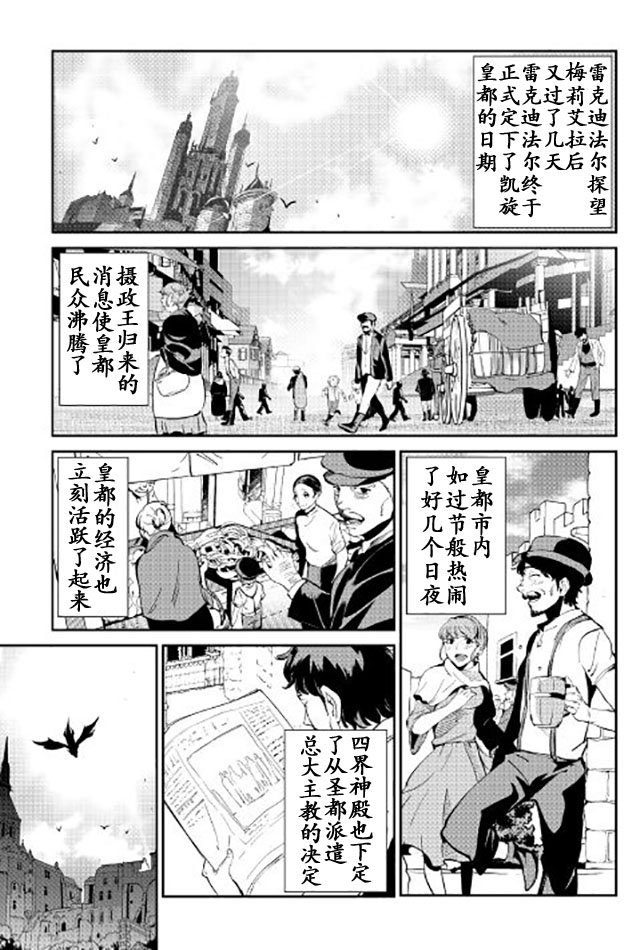 雷克迪法尔探望
梅莉艾拉后
又过了几天
雷克迪法尔终于
正式定下了凯旋
皇都的日期
摄政王归来的
消息使皇都
民众沸腾了
皇都市内
如过节般热闹
了好几个日夜
皇都的经济也
立刻活跃了起来
四界神殿也下定
了从圣都派遣
总大主教的决定